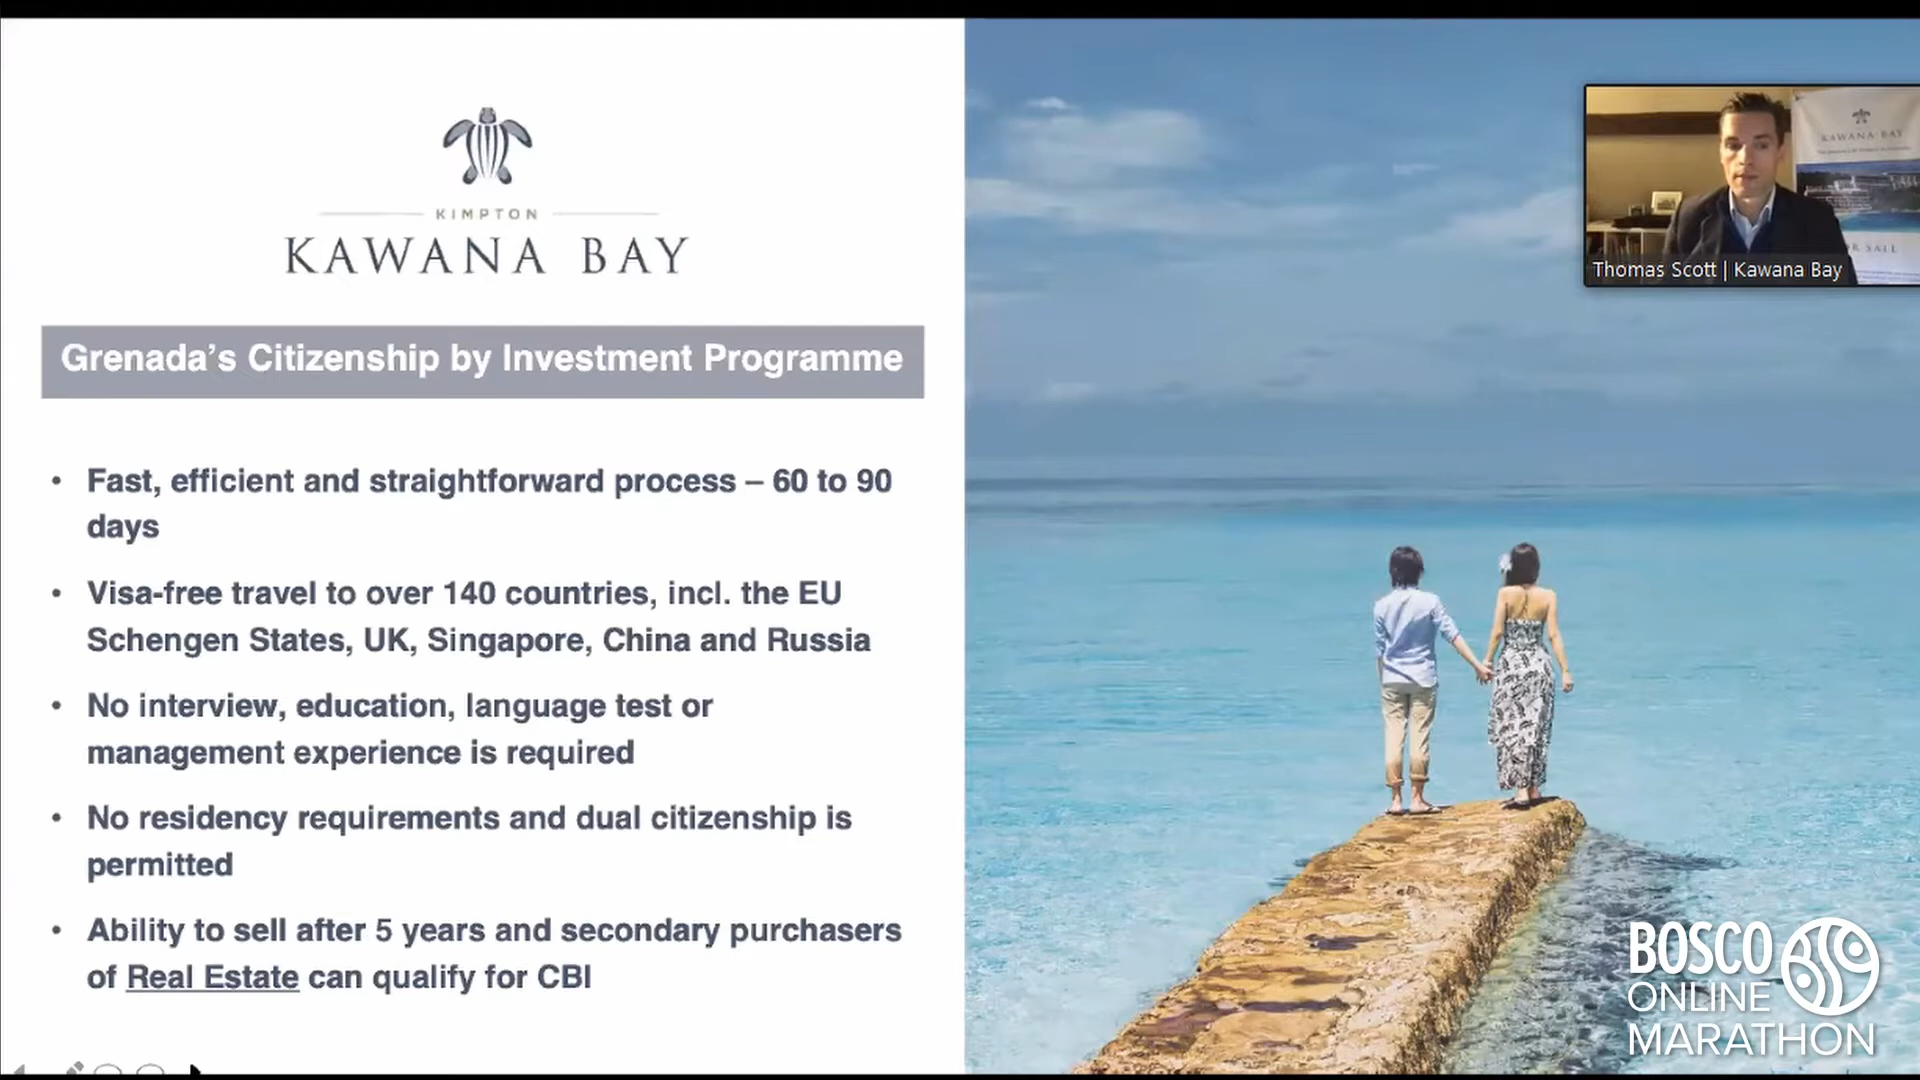 KIMPTON
KAWANA BAY
Grenada’s Citizenship by Investment Programme
• Fast, efficient and straightforward process – 60 to 90
days
• Visa-free travel to over 140 countries, incl. the EU
Schengen States, UK, Singapore, China and Russia
• No interview, education, language test or
management experience is required
• No residency requirements and dual citizenship is
permitted
• Ability to sell after 5 years and secondary purchasers
of Real Estate can qualify for CBI
KAWANA BAY
Thomas Scott | Kawana Bay
BOSCO
ONLINE
MARATHON